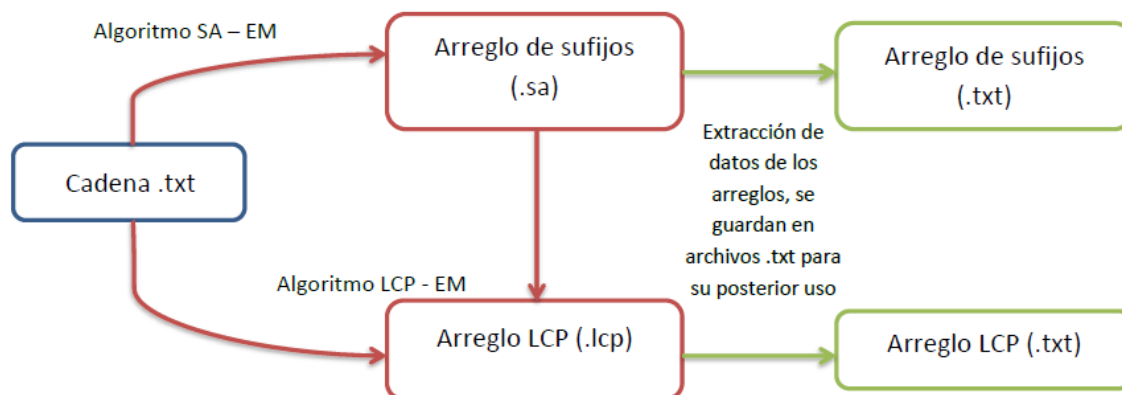 Algoritmo SA – EM
Arreglo de sufijos
(.sa)
Arreglo de sufijos
(.txt)
Cadena .txt
Extracción de
datos de los
arreglos, se
guardan en
archivos .txt para
su posterior uso
Algoritmo LCP - EM
Arreglo LCP (.lcp)
Arreglo LCP (.txt)